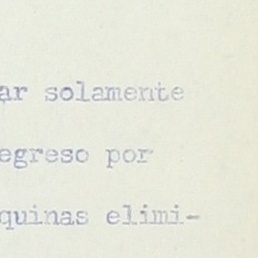 ar solamente
egreso por
quinas elimi-